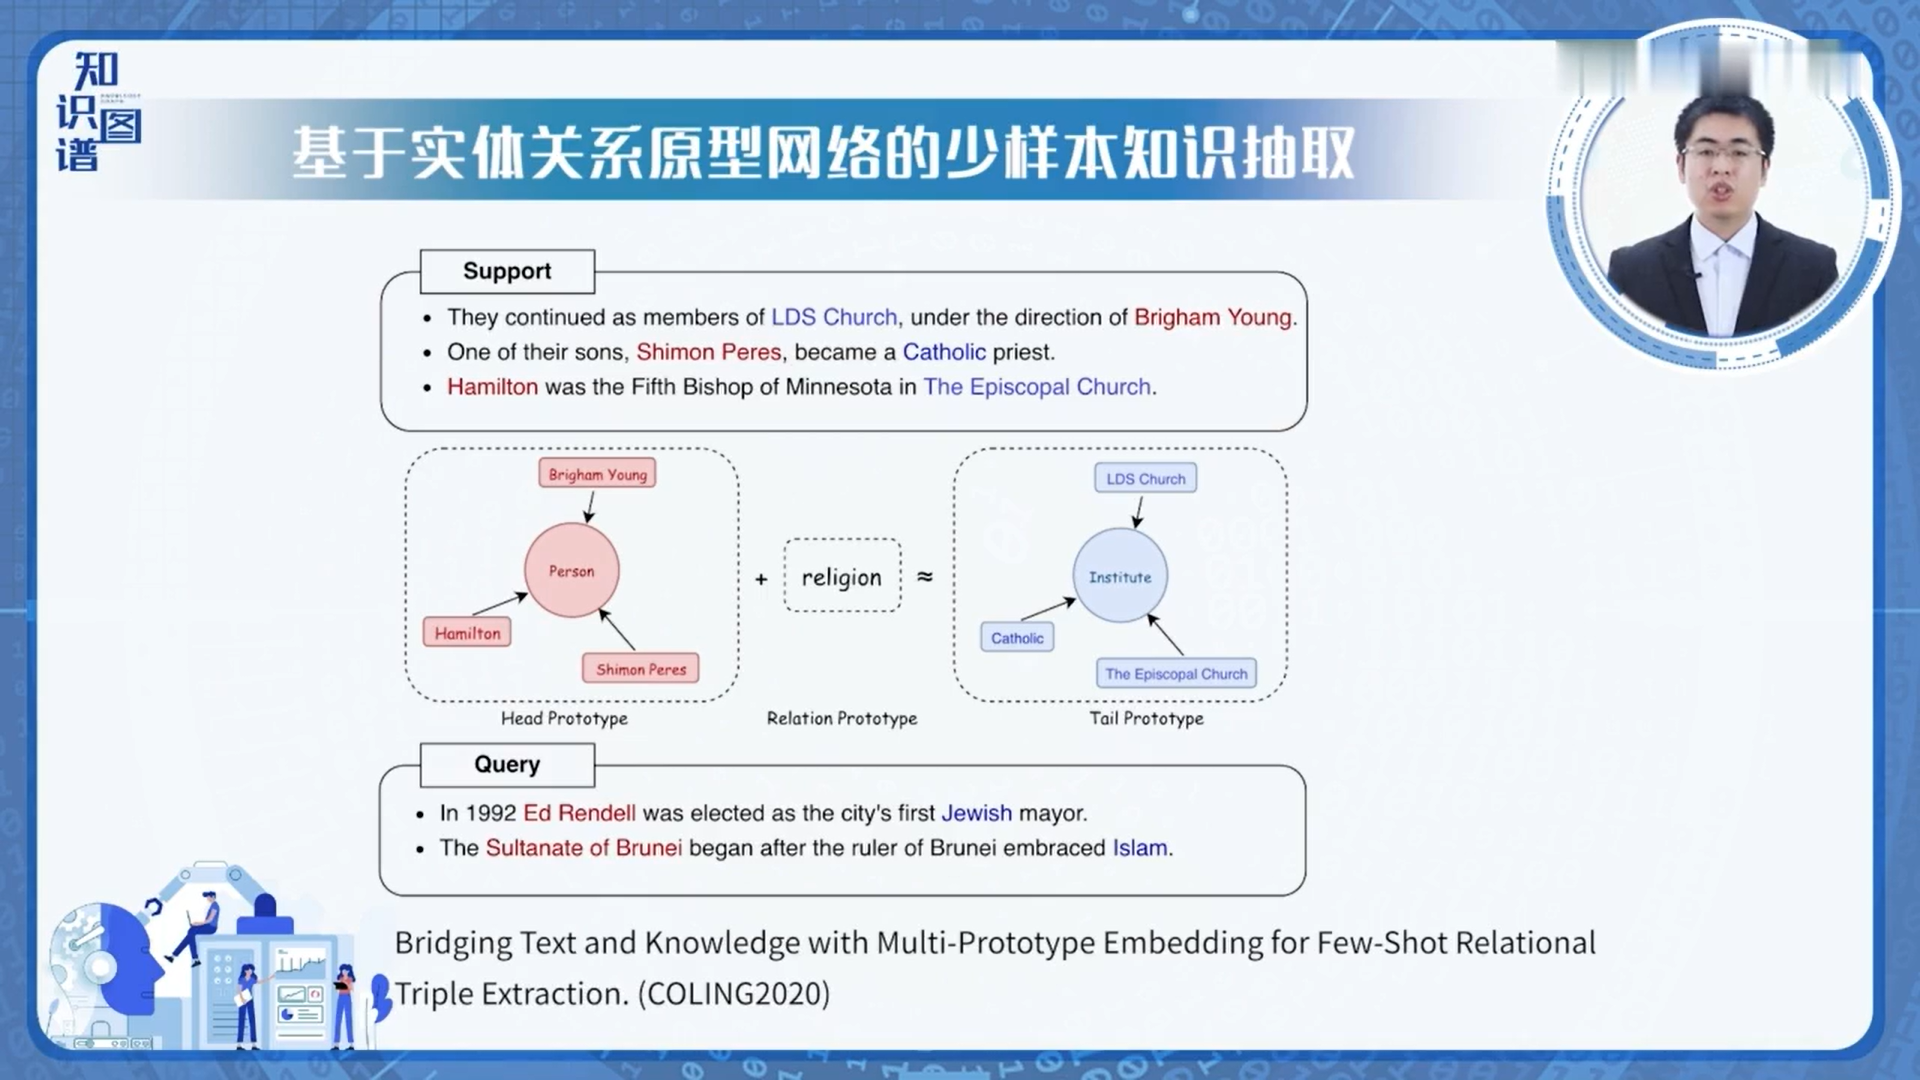 知
识图
谱
基于实体关系原型网络的少样本知识抽取
Support
• They continued as members of LDS Church, under the direction of Brigham Young.
• One of their sons, Shimon Peres, became a Catholic priest.
• Hamilton was the Fifth Bishop of Minnesota in The Episcopal Church.
Brigham Young
Person
Hamilton
Shimon Peres
Head Prototype
+
religion
≈
Relation Prototype
LDS Church
Institute
Catholic
The Episcopal Church
Tail Prototype
Query
• In 1992 Ed Rendell was elected as the city's first Jewish mayor.
• The Sultanate of Brunei began after the ruler of Brunei embraced Islam.
Bridging Text and Knowledge with Multi-Prototype Embedding for Few-Shot Relational
Triple Extraction. (COLING2020)